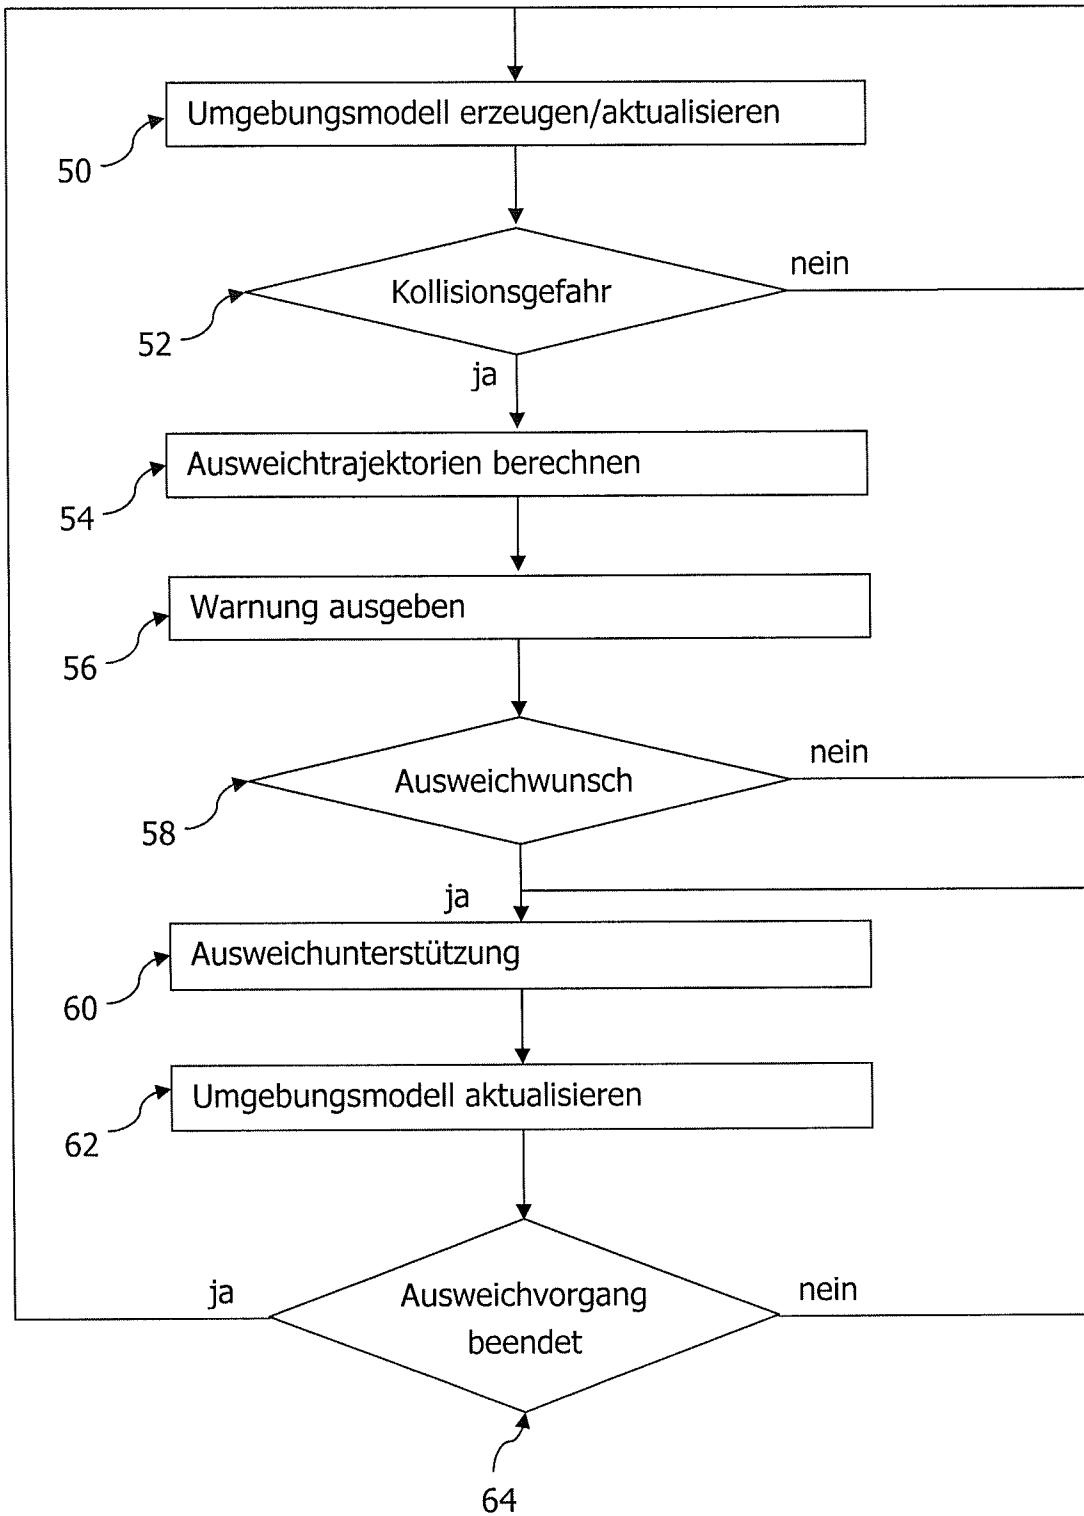 Umgebungsmodell erzeugen/aktualisieren
50
nein
Kollisionsgefahr
52
ja
Ausweichtrajektorien berechnen
54
Warnung ausgeben
56
nein
Ausweichwunsch
58
ja
Ausweichunterstützung
60
Umgebungsmodell aktualisieren
62
ja
Ausweichvorgang
beendet
nein
64